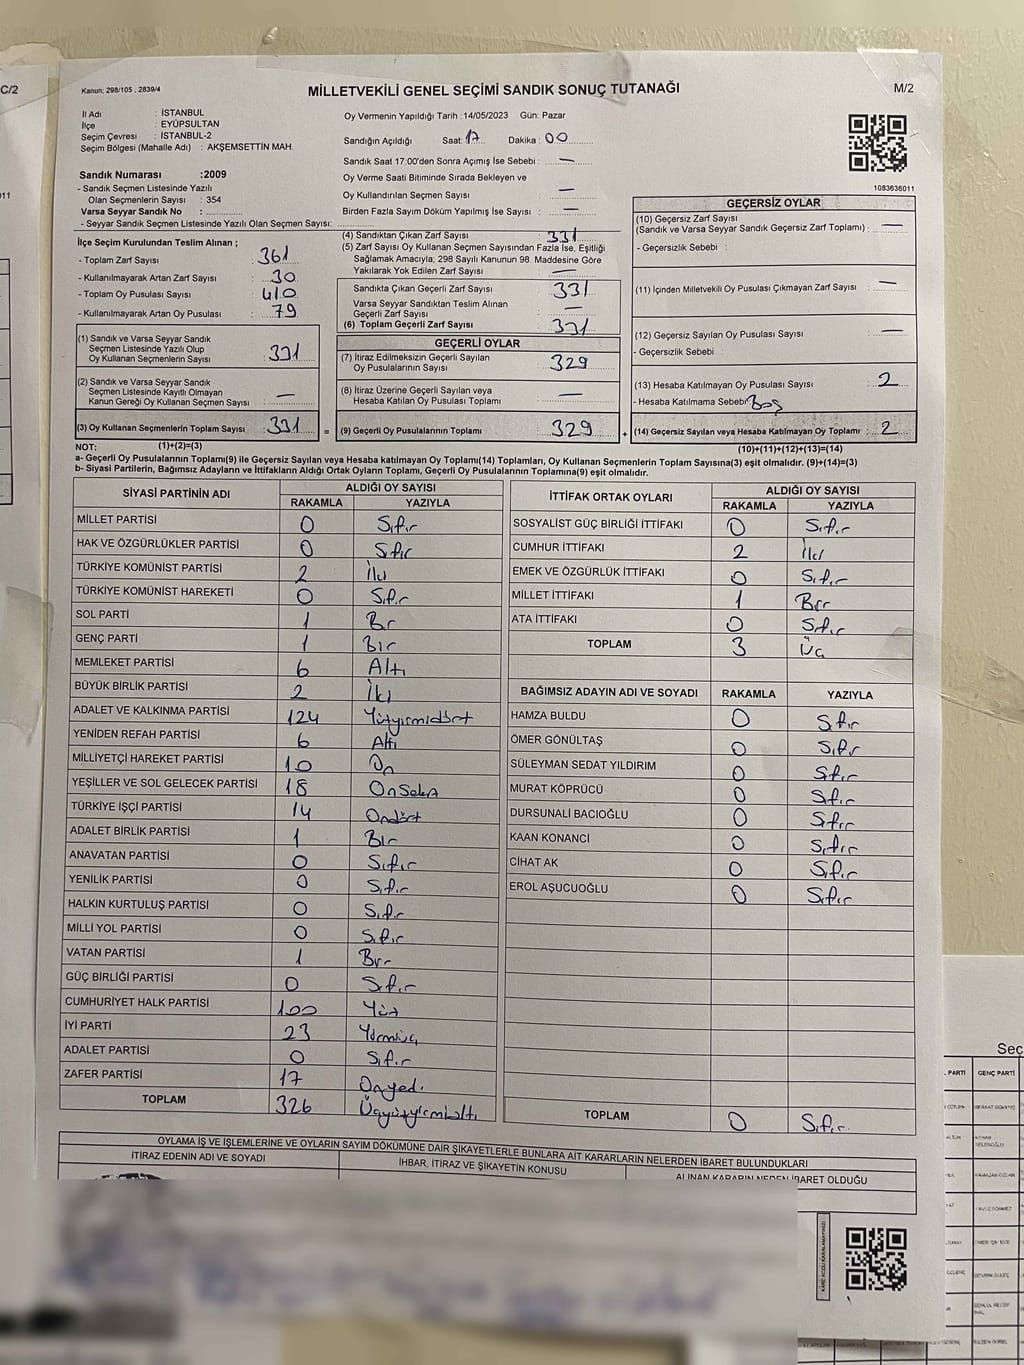 C/2
Kanun: 298/105 , 2839/4
MİLLETVEKİLİ GENEL SEÇİMİ SANDIK SONUÇ TUTANAĞI
M/2
İl Adı : İSTANBUL
İlçe : EYÜPSULTAN
Seçim Çevresi : İSTANBUL-2
Seçim Bölgesi (Mahalle Adı) : AKŞEMSETTİN MAH.
Oy Vermenin Yapıldığı Tarih : 14/05/2023 Gün: Pazar
Sandığın Açıldığı Saat: 17 Dakika: 00
Sandık Saat 17:00'den Sonra Açımış İse Sebebi : —
Oy Verme Saati Bitiminde Sırada Bekleyen ve
Oy Kullandırılan Seçmen Sayısı : —
Birden Fazla Sayım Döküm Yapılmış İse Sayısı : —
1083636011
Sandık Numarası :2009
- Sandık Seçmen Listesinde Yazılı
Olan Seçmenlerin Sayısı : 354
Varsa Seyyar Sandık No :
- Seyyar Sandık Seçmen Listesinde Yazılı Olan Seçmen Sayısı:
İlçe Seçim Kurulundan Teslim Alınan ;
- Toplam Zarf Sayısı : 361
- Kullanılmayarak Artan Zarf Sayısı : 30
- Toplam Oy Pusulası Sayısı : 410
- Kullanılmayarak Artan Oy Pusulası : 79
(1) Sandık ve Varsa Seyyar Sandık
Seçmen Listesinde Yazılı Olup
Oy Kullanan Seçmenlerin Sayısı : 331
(2) Sandık ve Varsa Seyyar Sandık
Seçmen Listesinde Kayıtlı Olmayan
Kanun Gereği Oy Kullanan Seçmen Sayısı : —
(3) Oy Kullanan Seçmenlerin Toplam Sayısı : 331
(4) Sandıktan Çıkan Zarf Sayısı : 331
(5) Zarf Sayısı Oy Kullanan Seçmen Sayısından Fazla İse, Eşitliği
Sağlamak Amacıyla; 298 Sayılı Kanunun 98. Maddesine Göre
Yakılarak Yok Edilen Zarf Sayısı : —
Sandıkta Çıkan Geçerli Zarf Sayısı : 331
Varsa Seyyar Sandıktan Teslim Alınan
Geçerli Zarf Sayısı : —
(6) Toplam Geçerli Zarf Sayısı : 331
GEÇERLİ OYLAR
(7) İtiraz Edilmeksizin Geçerli Sayılan
Oy Pusulalarının Sayısı : 329
(8) İtiraz Üzerine Geçerli Sayılan veya
Hesaba Katılan Oy Pusulası Toplamı : —
= (9) Geçerli Oy Pusulalarının Toplamı : 329 +
GEÇERSİZ OYLAR
(10) Geçersiz Zarf Sayısı
(Sandık ve Varsa Seyyar Sandık Geçersiz Zarf Toplamı) : —
- Geçersizlik Sebebi :
(11) İçinden Milletvekili Oy Pusulası Çıkmayan Zarf Sayısı : —
(12) Geçersiz Sayılan Oy Pusulası Sayısı : —
- Geçersizlik Sebebi :
(13) Hesaba Katılmayan Oy Pusulası Sayısı : 2
- Hesaba Katılmama Sebebi : Boş
(14) Geçersiz Sayılan veya Hesaba Katılmayan Oy Toplamı : 2
NOT: (1)+(2)=(3)
(10)+(11)+(12)+(13)=(14)
a- Geçerli Oy Pusulalarının Toplamı(9) ile Geçersiz Sayılan veya Hesaba Katılmayan Oy Toplamı(14) Toplamları, Oy Kullanan Seçmenlerin Toplam Sayısına(3) eşit olmalıdır. (9)+(14)=(3)
b- Siyasi Partilerin, Bağımsız Adayların ve İttifakların Aldığı Ortak Oyların Toplamı, Geçerli Oy Pusulalarının Toplamına(9) eşit olmalıdır.
SİYASİ PARTİNİN ADI ALDIĞI OY SAYISI
RAKAMLA YAZIYLA
MİLLET PARTİSİ 0 Sıfır
HAK VE ÖZGÜRLÜKLER PARTİSİ 0 Sıfır
TÜRKİYE KOMÜNİST PARTİSİ 2 İki
TÜRKİYE KOMÜNİST HAREKETİ 0 Sıfır
SOL PARTİ 1 Bir
GENÇ PARTİ 1 Bir
MEMLEKET PARTİSİ 6 Altı
BÜYÜK BİRLİK PARTİSİ 2 İki
ADALET VE KALKINMA PARTİSİ 124 Yüzyirmidört
YENİDEN REFAH PARTİSİ 6 Altı
MİLLİYETÇİ HAREKET PARTİSİ 10 On
YEŞİLLER VE SOL GELECEK PARTİSİ 18 OnSekiz
TÜRKİYE İŞÇİ PARTİSİ 14 Ondört
ADALET BİRLİK PARTİSİ 1 Bir
ANAVATAN PARTİSİ 0 Sıfır
YENİLİK PARTİSİ 0 Sıfır
HALKIN KURTULUŞ PARTİSİ 0 Sıfır
MİLLİ YOL PARTİSİ 0 Sıfır
VATAN PARTİSİ 1 Bir
GÜÇ BİRLİĞİ PARTİSİ 0 Sıfır
CUMHURİYET HALK PARTİSİ 100 Yüz
İYİ PARTİ 23 Yirmiüç
ADALET PARTİSİ 0 Sıfır
ZAFER PARTİSİ 17 Onyedi
TOPLAM 326 Üçyüzyirmialtı
İTTİFAK ORTAK OYLARI ALDIĞI OY SAYISI
RAKAMLA YAZIYLA
SOSYALİST GÜÇ BİRLİĞİ İTTİFAKI 0 Sıfır
CUMHUR İTTİFAKI 2 İki
EMEK VE ÖZGÜRLÜK İTTİFAKI 0 Sıfır
MİLLET İTTİFAKI 1 Bir
ATA İTTİFAKI 0 Sıfır
TOPLAM 3 Üç
BAĞIMSIZ ADAYIN ADI VE SOYADI RAKAMLA YAZIYLA
HAMZA BULDU 0 Sıfır
ÖMER GÖNÜLTAŞ 0 Sıfır
SÜLEYMAN SEDAT YILDIRIM 0 Sıfır
MURAT KÖPRÜCÜ 0 Sıfır
DURSUNALİ BACIOĞLU 0 Sıfır
KAAN KONANCİ 0 Sıfır
CİHAT AK 0 Sıfır
EROL AŞUCUOĞLU 0 Sıfır
TOPLAM 0 Sıfır
OYLAMA İŞ VE İŞLEMLERİNE VE OYLARIN SAYIM DÖKÜMÜNE DAİR ŞİKAYETLERLE BUNLARA AİT KARARLARIN NELERDEN İBARET BULUNDUKLARI
İTİRAZ EDENİN ADI VE SOYADI
İHBAR, İTİRAZ VE ŞİKAYETİN KONUSU
ALINAN KARARIN NEDEN İBARET OLDUĞU
Seç
PARTİ GENÇ PARTİ